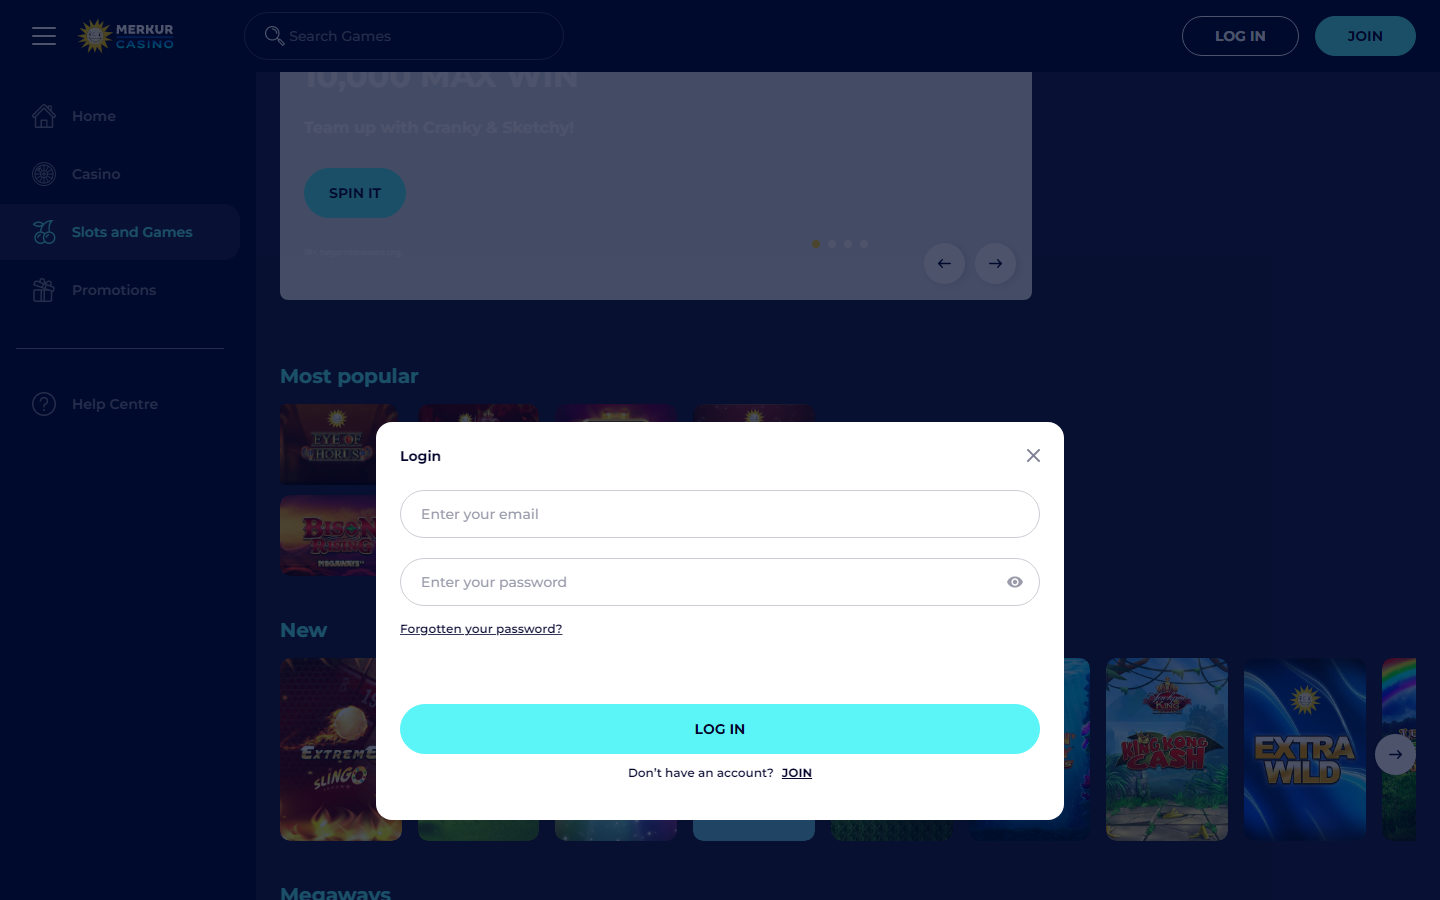 MERKUR
CASINO
Search Games
LOG IN
JOIN
Home
Casino
Slots and Games
Promotions
Help Centre
10,000 MAX WIN
Team up with Cranky & Sketchy!
SPIN IT
Most popular
EYE OF
HORUS
BISON
RISING
MEGAWAYS
Login
Enter your email
Enter your password
Forgotten your password?
LOG IN
Don't have an account? JOIN
New
EXTREME
SLINGO
KING KONG
CASH
EXTRA
WILD
Megaways